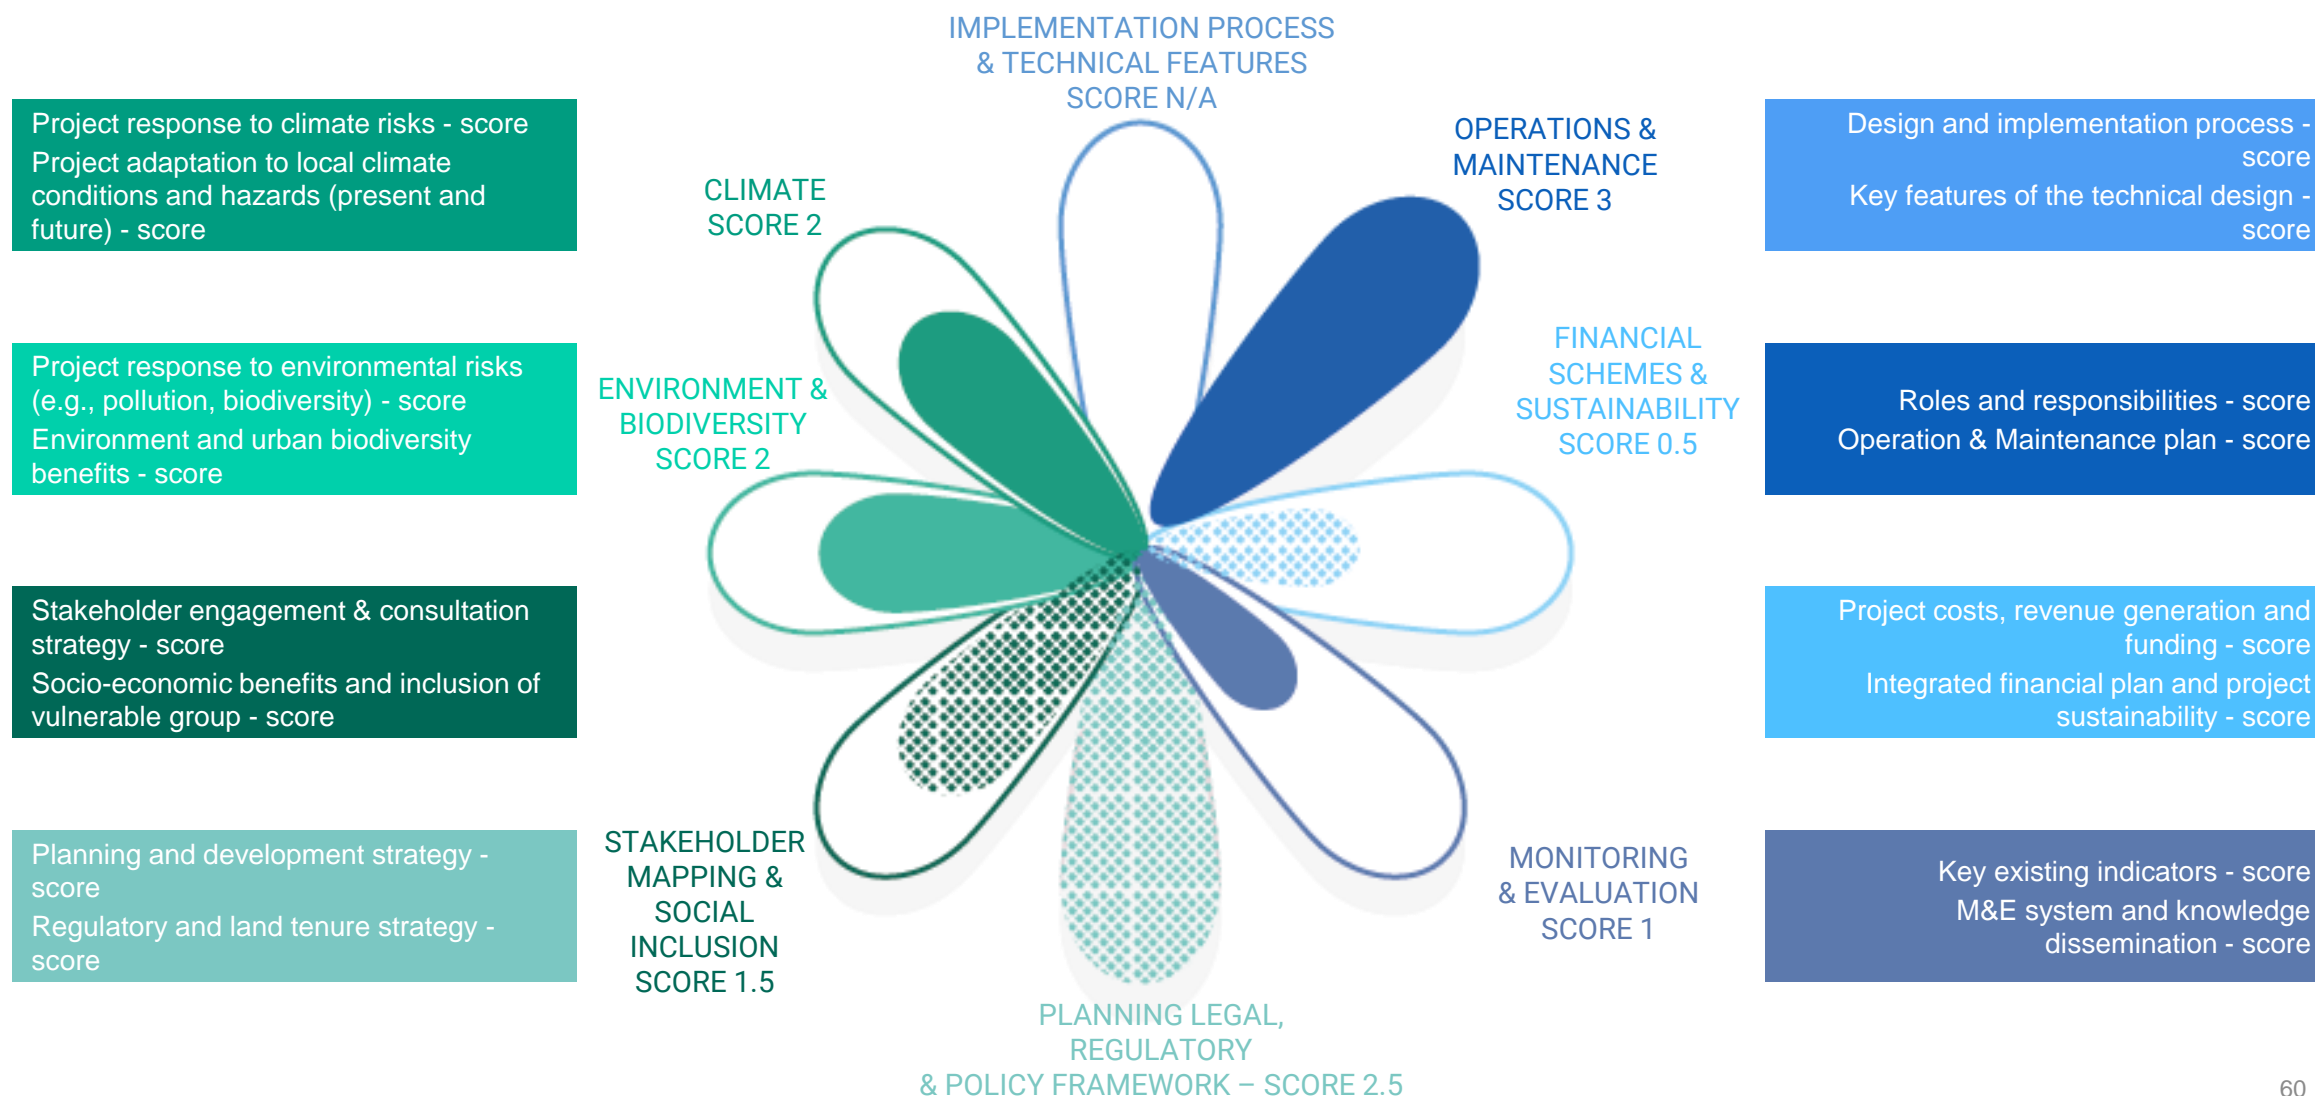 IMPLEMENTATION PROCESS
& TECHNICAL FEATURES
SCORE N/A
Project response to climate risks - score
Project adaptation to local climate
conditions and hazards (present and
future) - score
CLIMATE
SCORE 2
OPERATIONS &
MAINTENANCE
SCORE 3
Design and implementation process -
score
Key features of the technical design -
score
Project response to environmental risks
(e.g., pollution, biodiversity) - score
Environment and urban biodiversity
benefits - score
ENVIRONMENT &
BIODIVERSITY
SCORE 2
FINANCIAL
SCHEMES &
SUSTAINABILITY
SCORE 0.5
Roles and responsibilities - score
Operation & Maintenance plan - score
Stakeholder engagement & consultation
strategy - score
Socio-economic benefits and inclusion of
vulnerable group - score
Project costs, revenue generation and
funding - score
Integrated financial plan and project
sustainability - score
Planning and development strategy -
score
Regulatory and land tenure strategy -
score
STAKEHOLDER
MAPPING &
SOCIAL
INCLUSION
SCORE 1.5
MONITORING
& EVALUATION
SCORE 1
Key existing indicators - score
M&E system and knowledge
dissemination - score
PLANNING LEGAL,
REGULATORY
& POLICY FRAMEWORK – SCORE 2.5
60